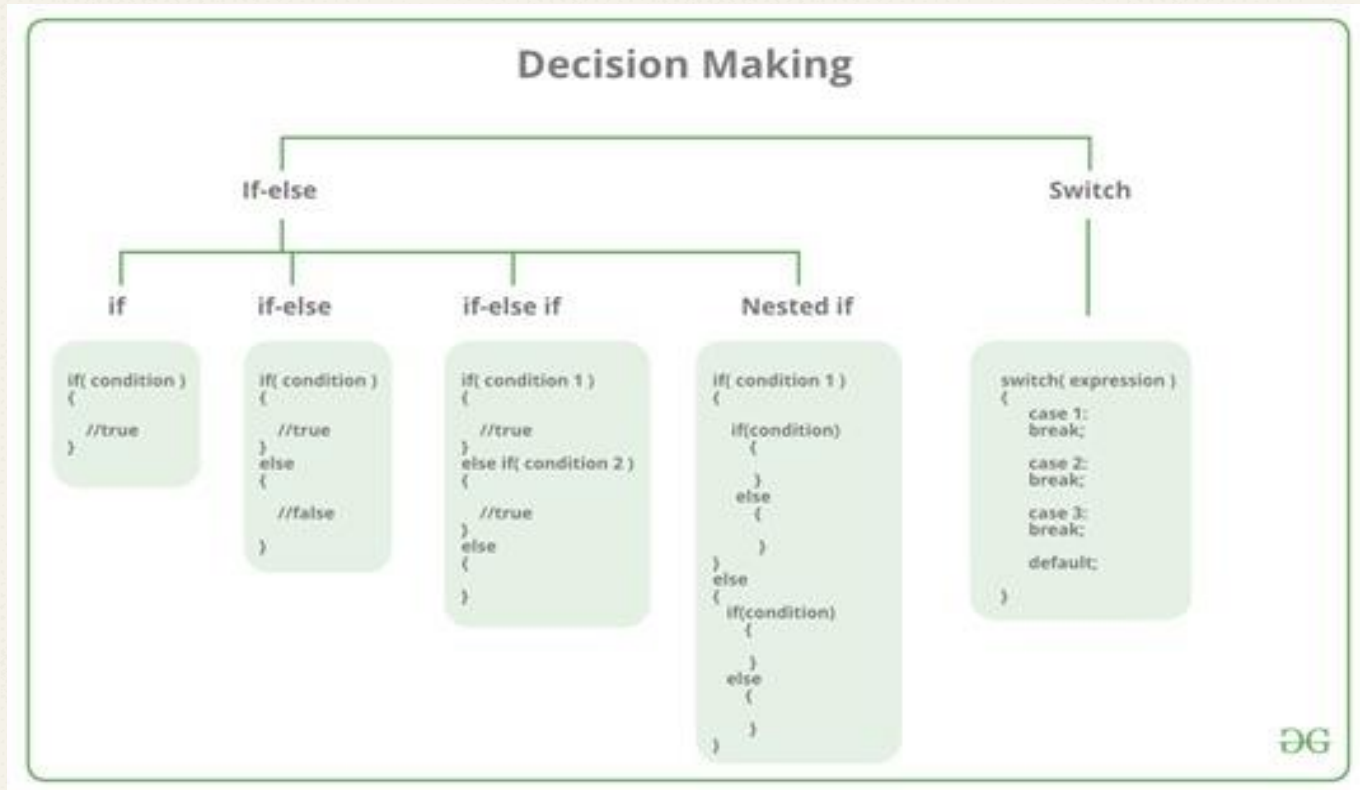 Decision Making
If-else
Switch
if
if-else
if-else if
Nested if
if( condition )
{
//true
}
if( condition )
{
//true
}
else
{
//false
}
if( condition 1 )
{
//true
}
else if( condition 2 )
{
//true
}
else
{
}
if( condition 1 )
{
if(condition)
{
}
else
{
}
}
else
{
if(condition)
{
}
else
{
}
}
switch( expression )
{
case 1:
break;
case 2:
break;
case 3:
break;
default;
}